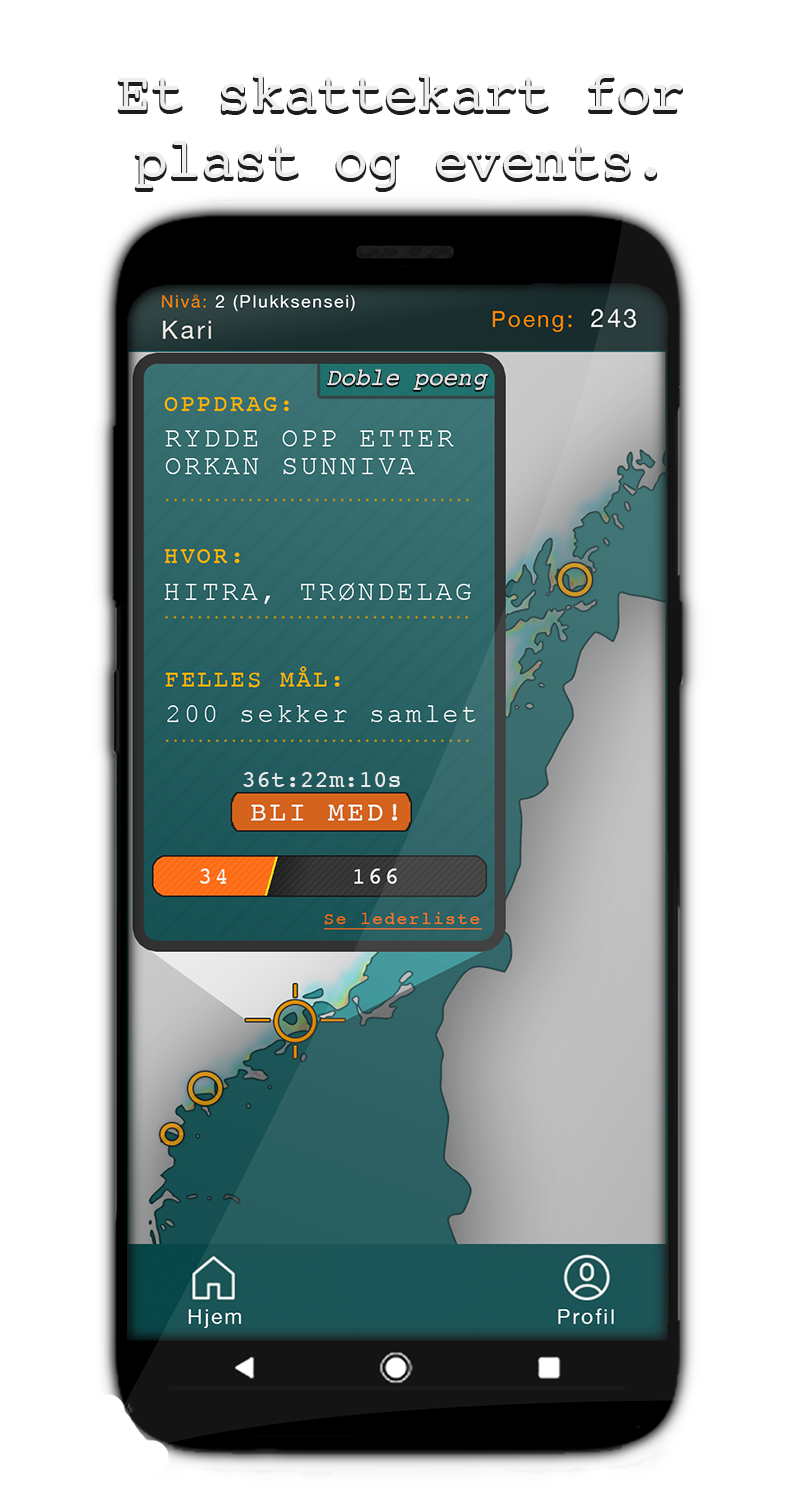 Et skattekart for
plast og events.
Nivå: 2 (Plukksensei)
Kari
Poeng: 243
Doble poeng
OPPDRAG:
RYDDE OPP ETTER
ORKAN SUNNIVA
HVOR:
HITRA, TRØNDELAG
FELLES MÅL:
200 sekker samlet
36t:22m:10s
BLI MED!
34 166
Se lederliste
Hjem Profil